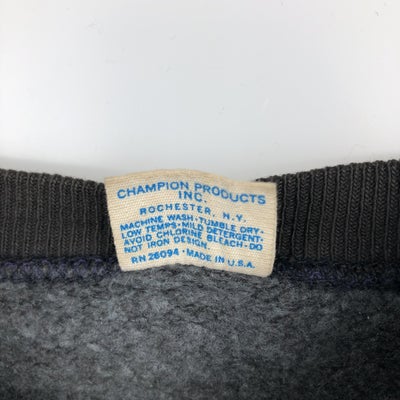 CHAMPION PRODUCTS
INC.
ROCHESTER, N.Y.
MACHINE WASH·TUMBLE DRY·
LOW TEMPS·MILD DETERGENT·
AVOID CHLORINE BLEACH·DO
NOT IRON DESIGN.
RN 26094·MADE IN U.S.A.